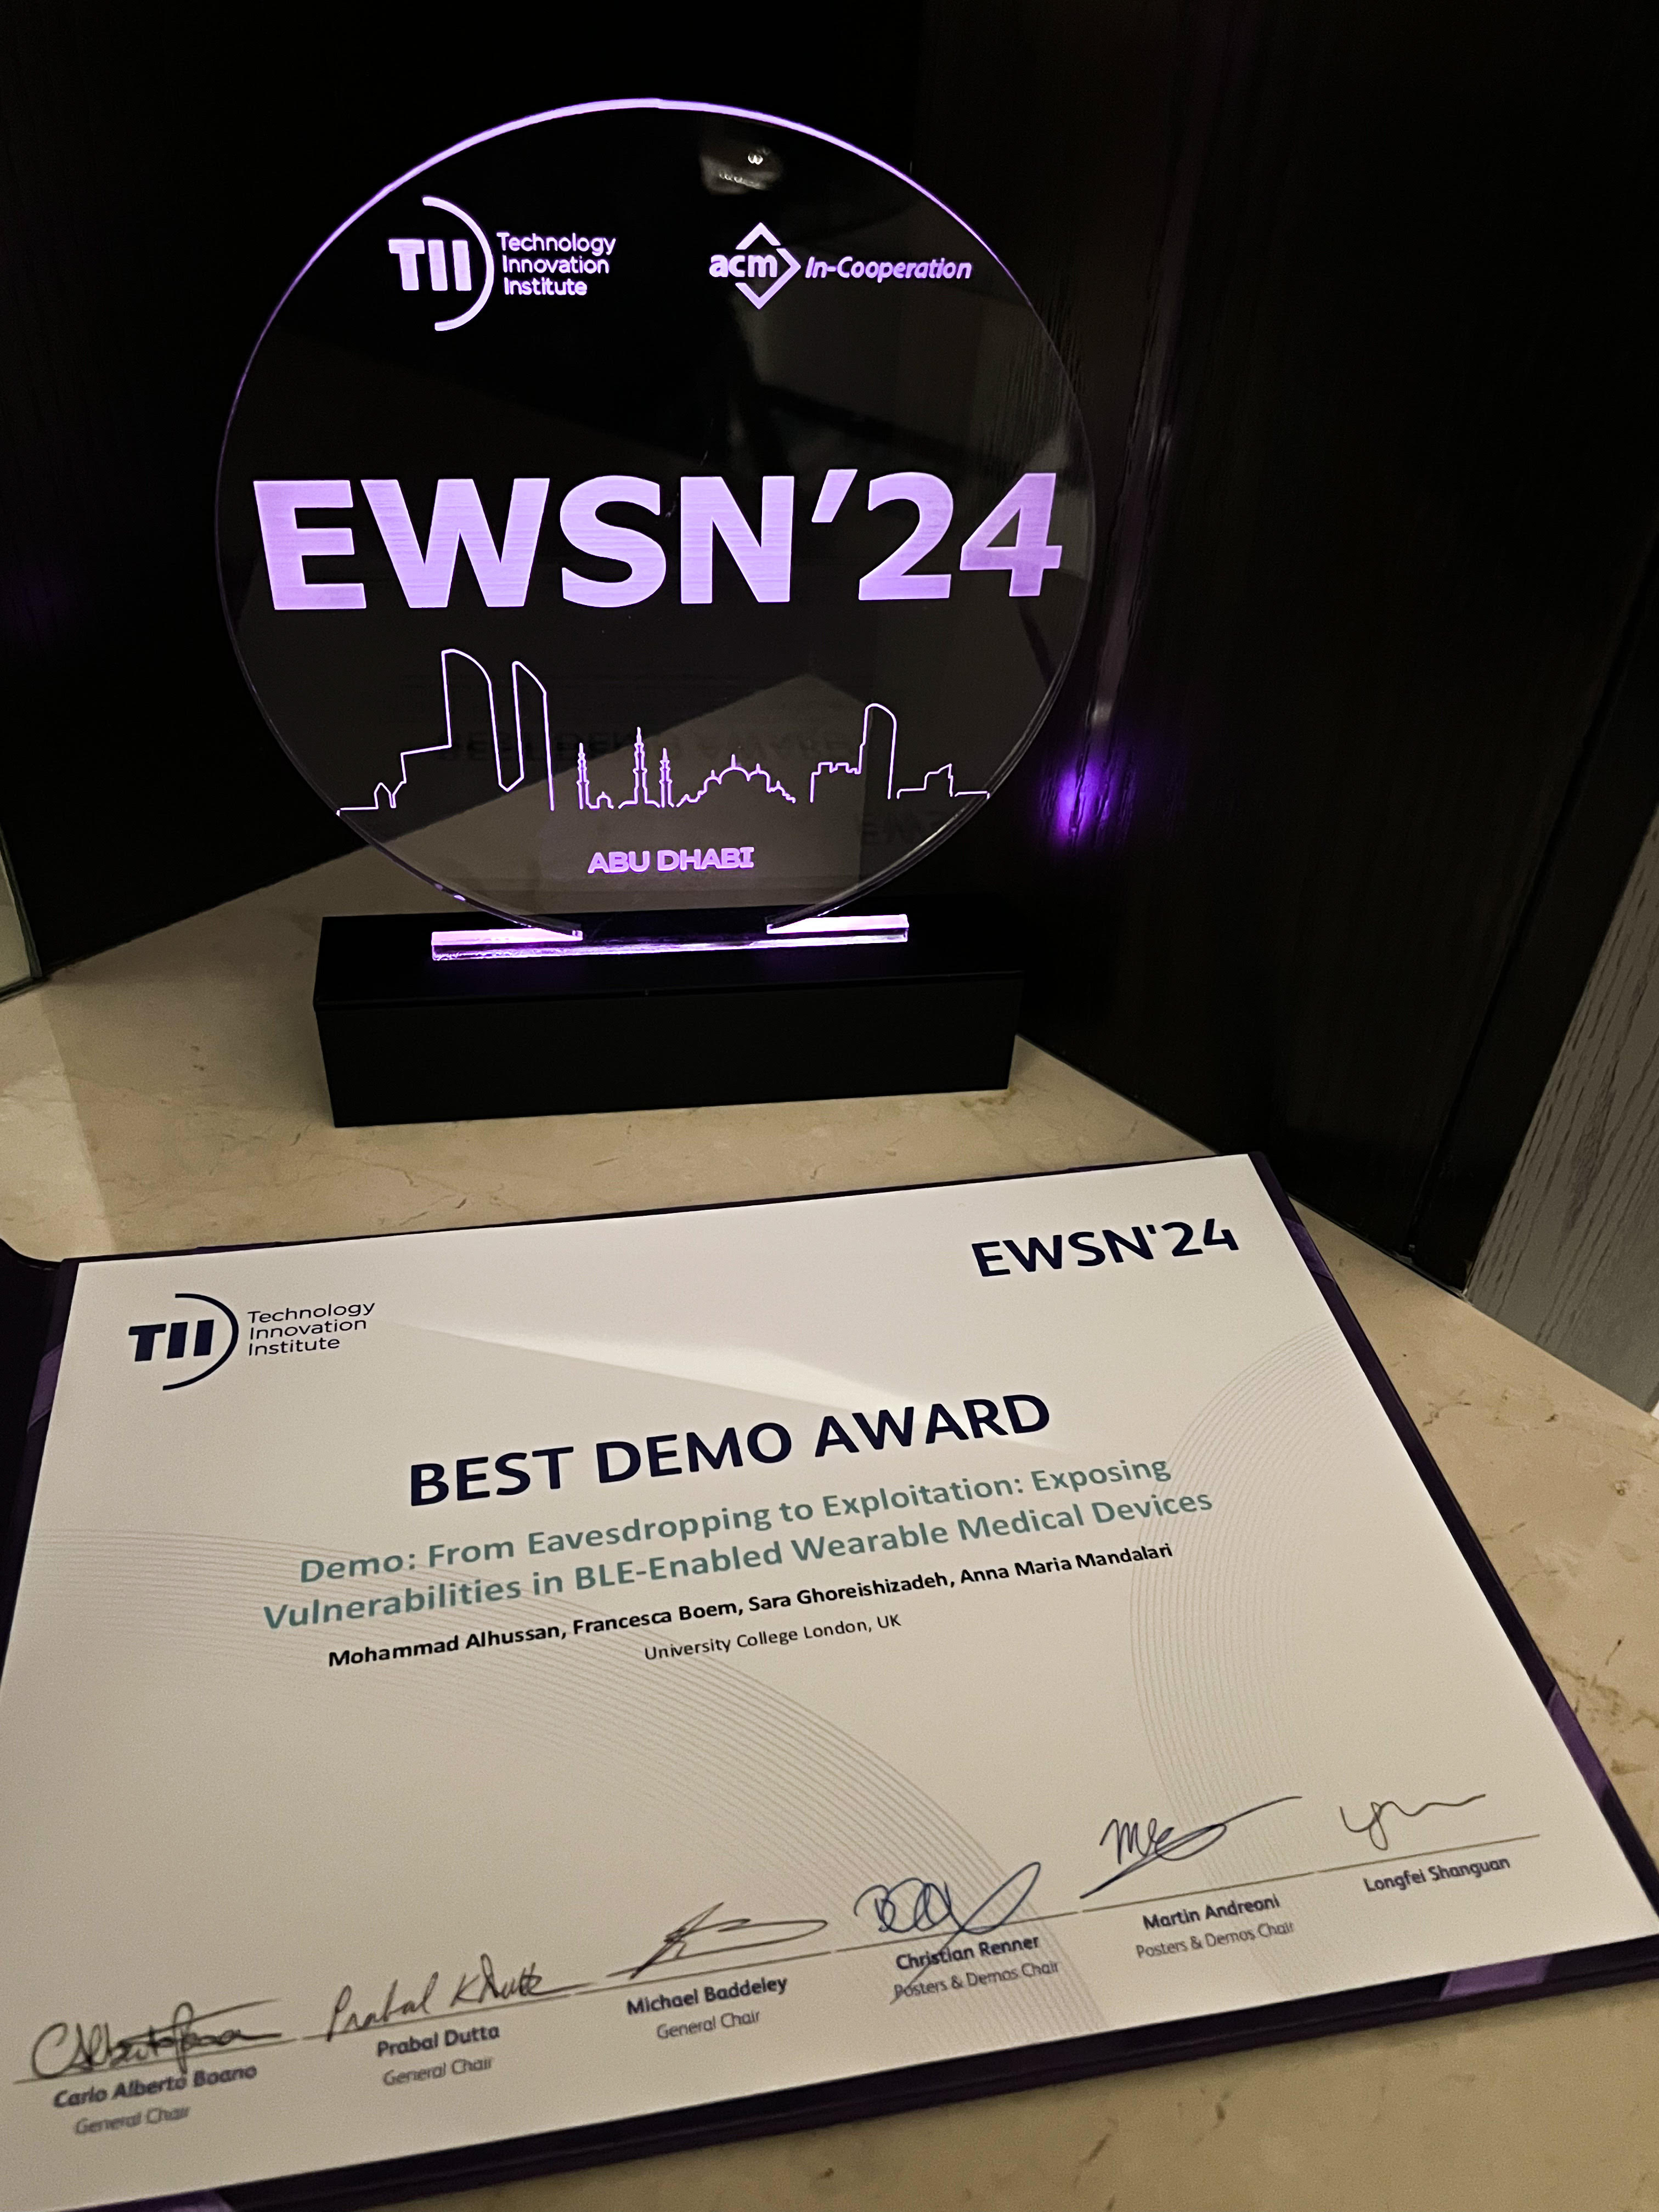 TII Technology
Innovation
Institute
acm In-Cooperation
EWSN'24
ABU DHABI
EWSN'24
TII Technology
Innovation
Institute
BEST DEMO AWARD
Demo: From Eavesdropping to Exploitation: Exposing
Vulnerabilities in BLE-Enabled Wearable Medical Devices
Mohammad Alhussan, Francesca Boem, Sara Ghoreishizadeh, Anna Maria Mandalari
University College London, UK
Carlo Alberto Boano
General Chair
Prabal Dutta
General Chair
Michael Baddeley
General Chair
Christian Renner
Posters & Demos Chair
Martin Andreoni
Posters & Demos Chair
Longfei Shanguan